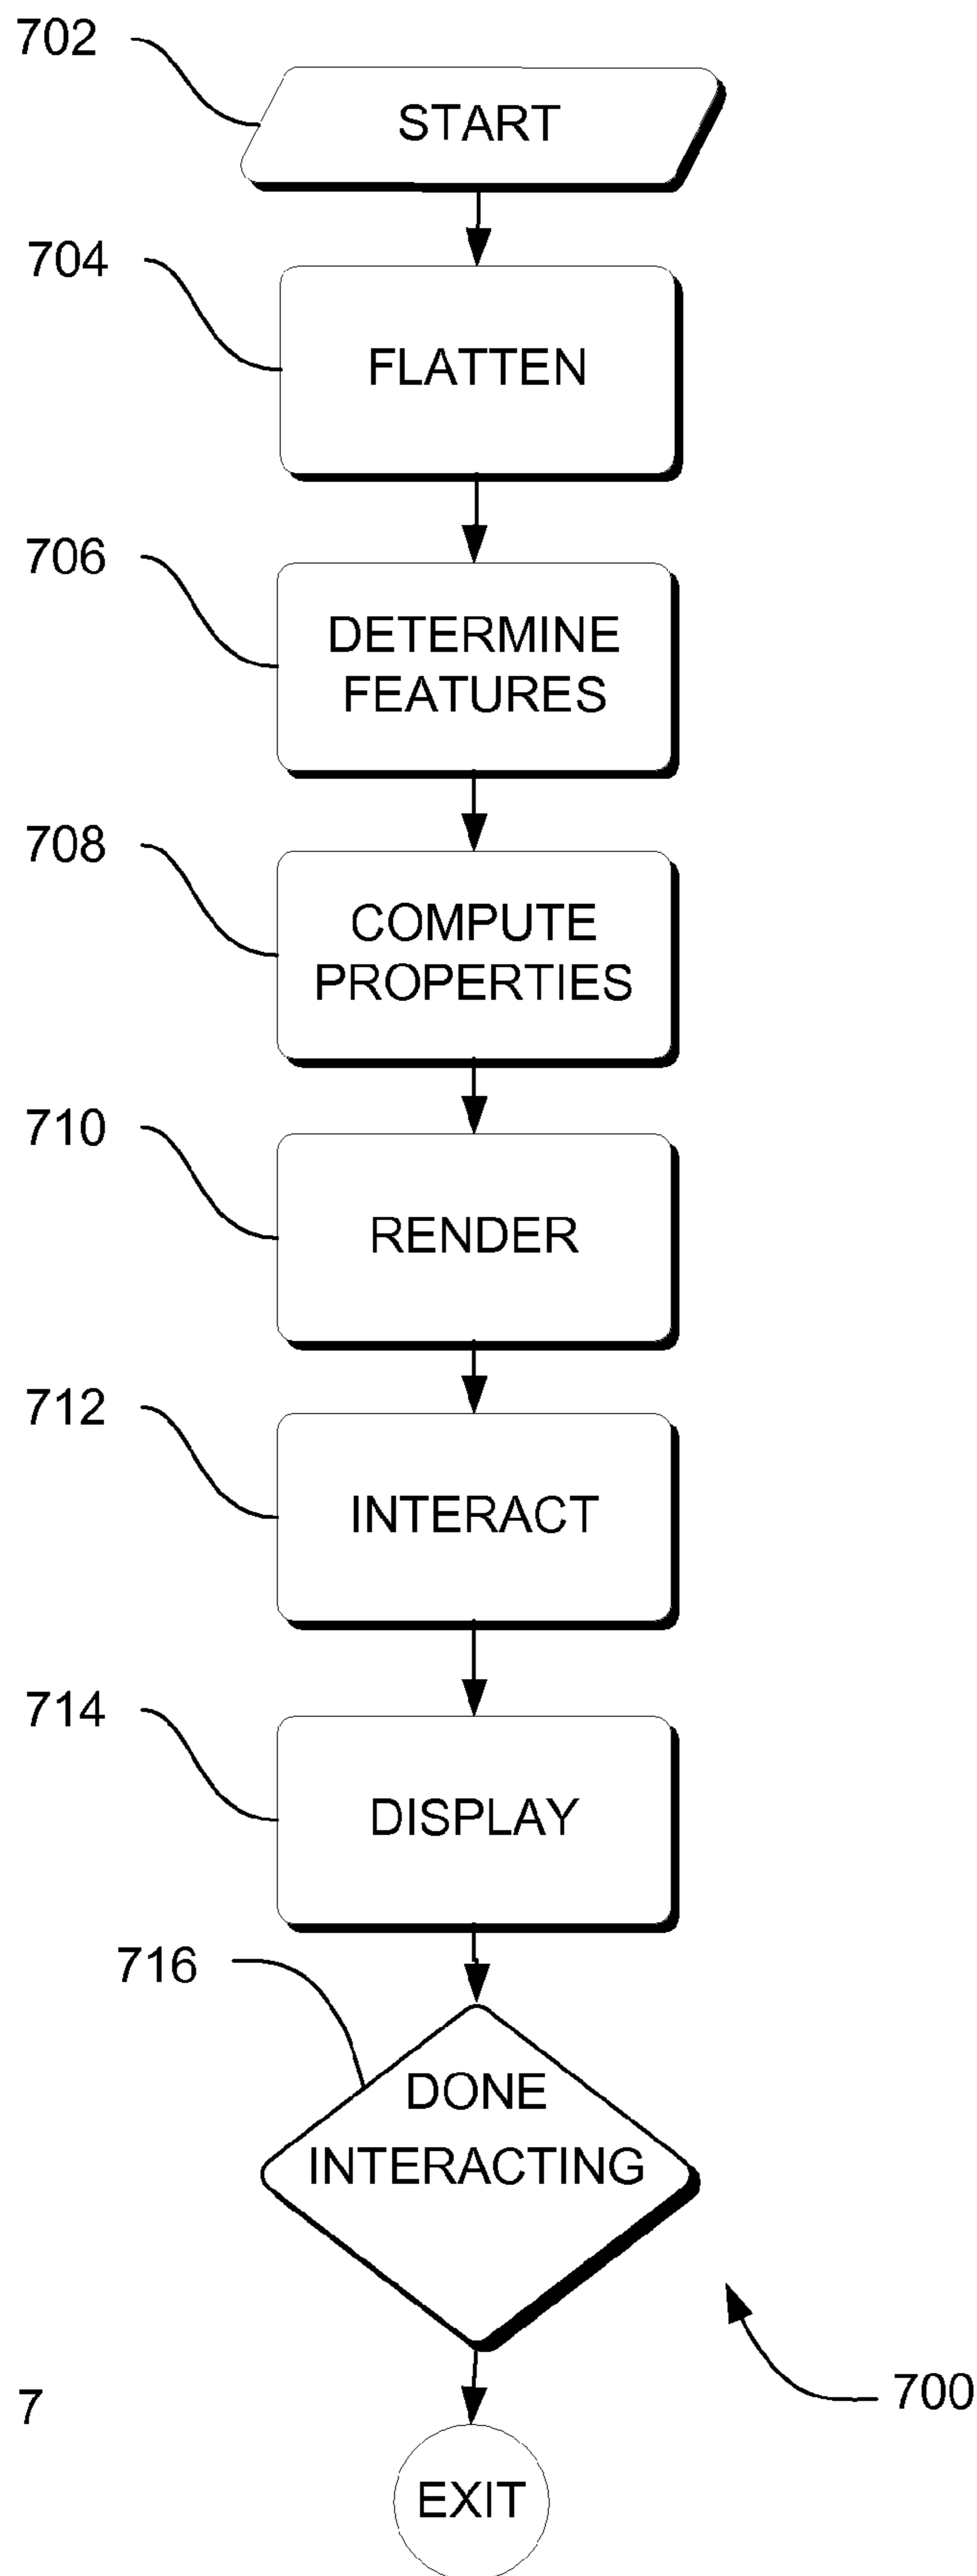 702
START
704
FLATTEN
706
DETERMINE
FEATURES
708
COMPUTE
PROPERTIES
710
RENDER
712
INTERACT
714
DISPLAY
716
DONE
INTERACTING
700
7
EXIT